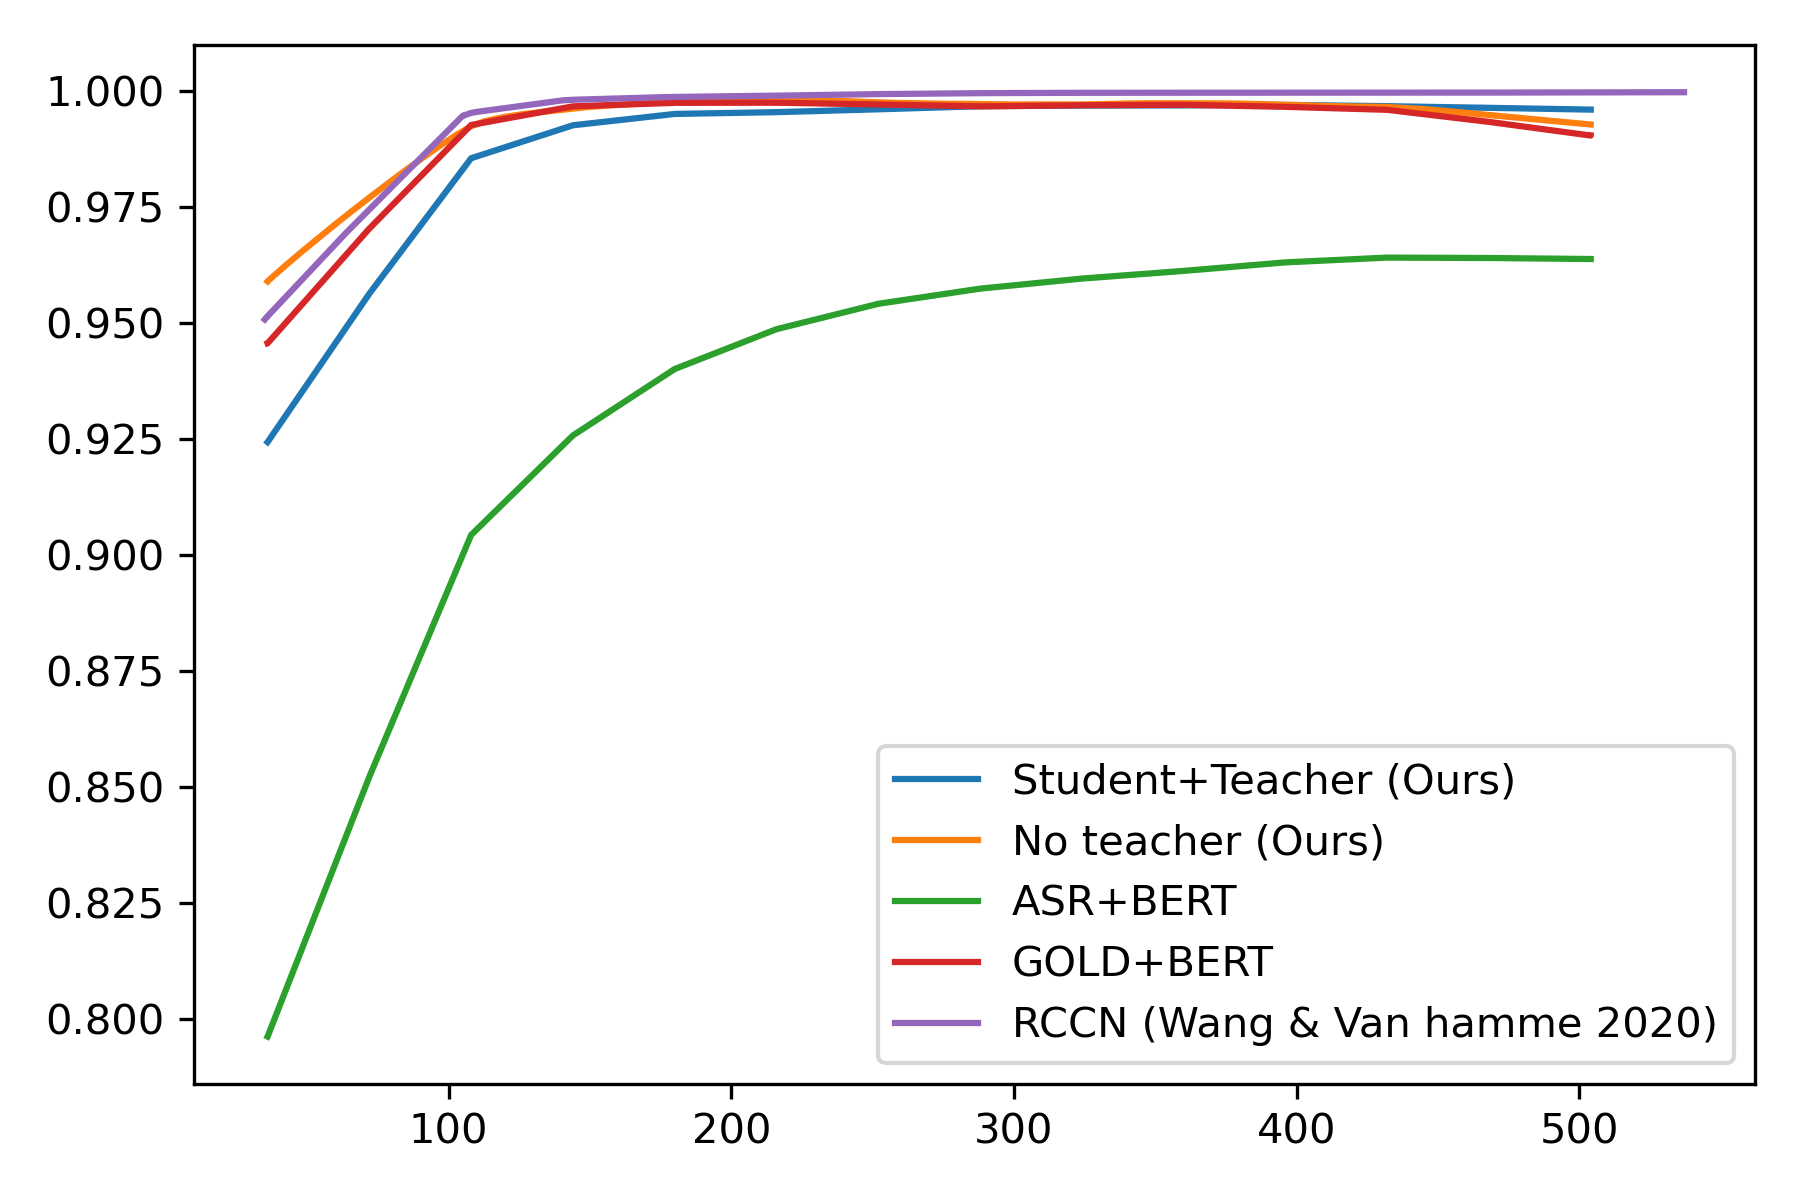 1.000
0.975
0.950
0.925
0.900
0.875
0.850
0.825
0.800
100 200 300 400 500
Student+Teacher (Ours)
No teacher (Ours)
ASR+BERT
GOLD+BERT
RCCN (Wang & Van hamme 2020)